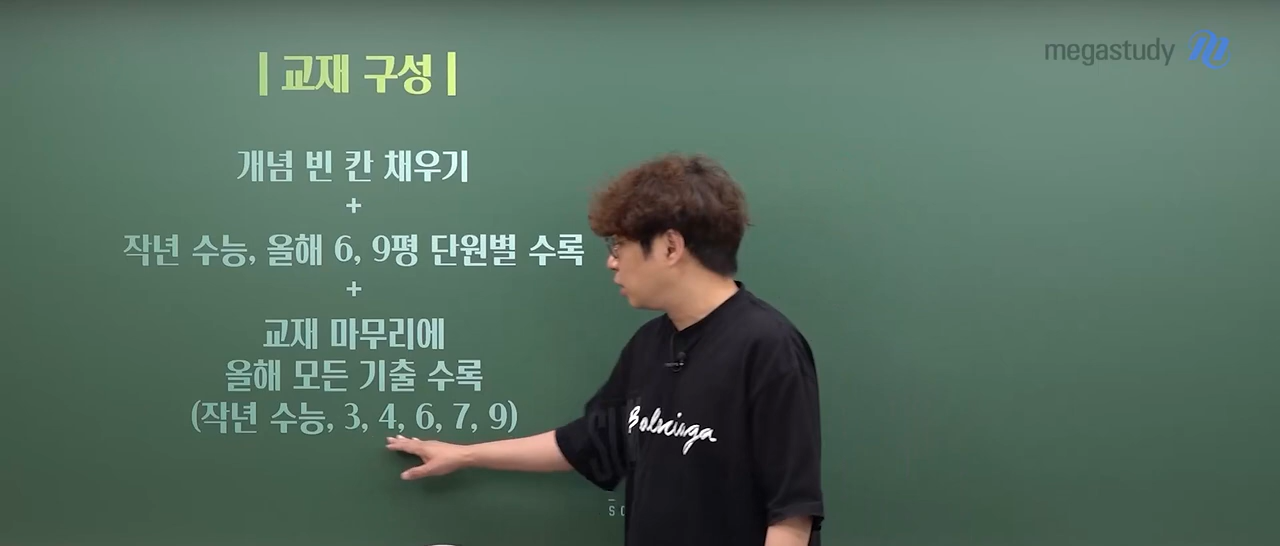 | 교재 구성 |
megastudy
개념 빈 칸 채우기
+
작년 수능, 올해 6, 9평 단원별 수록
+
교재 마무리에
올해 모든 기출 수록
(작년 수능, 3, 4, 6, 7, 9)
Balenciaga